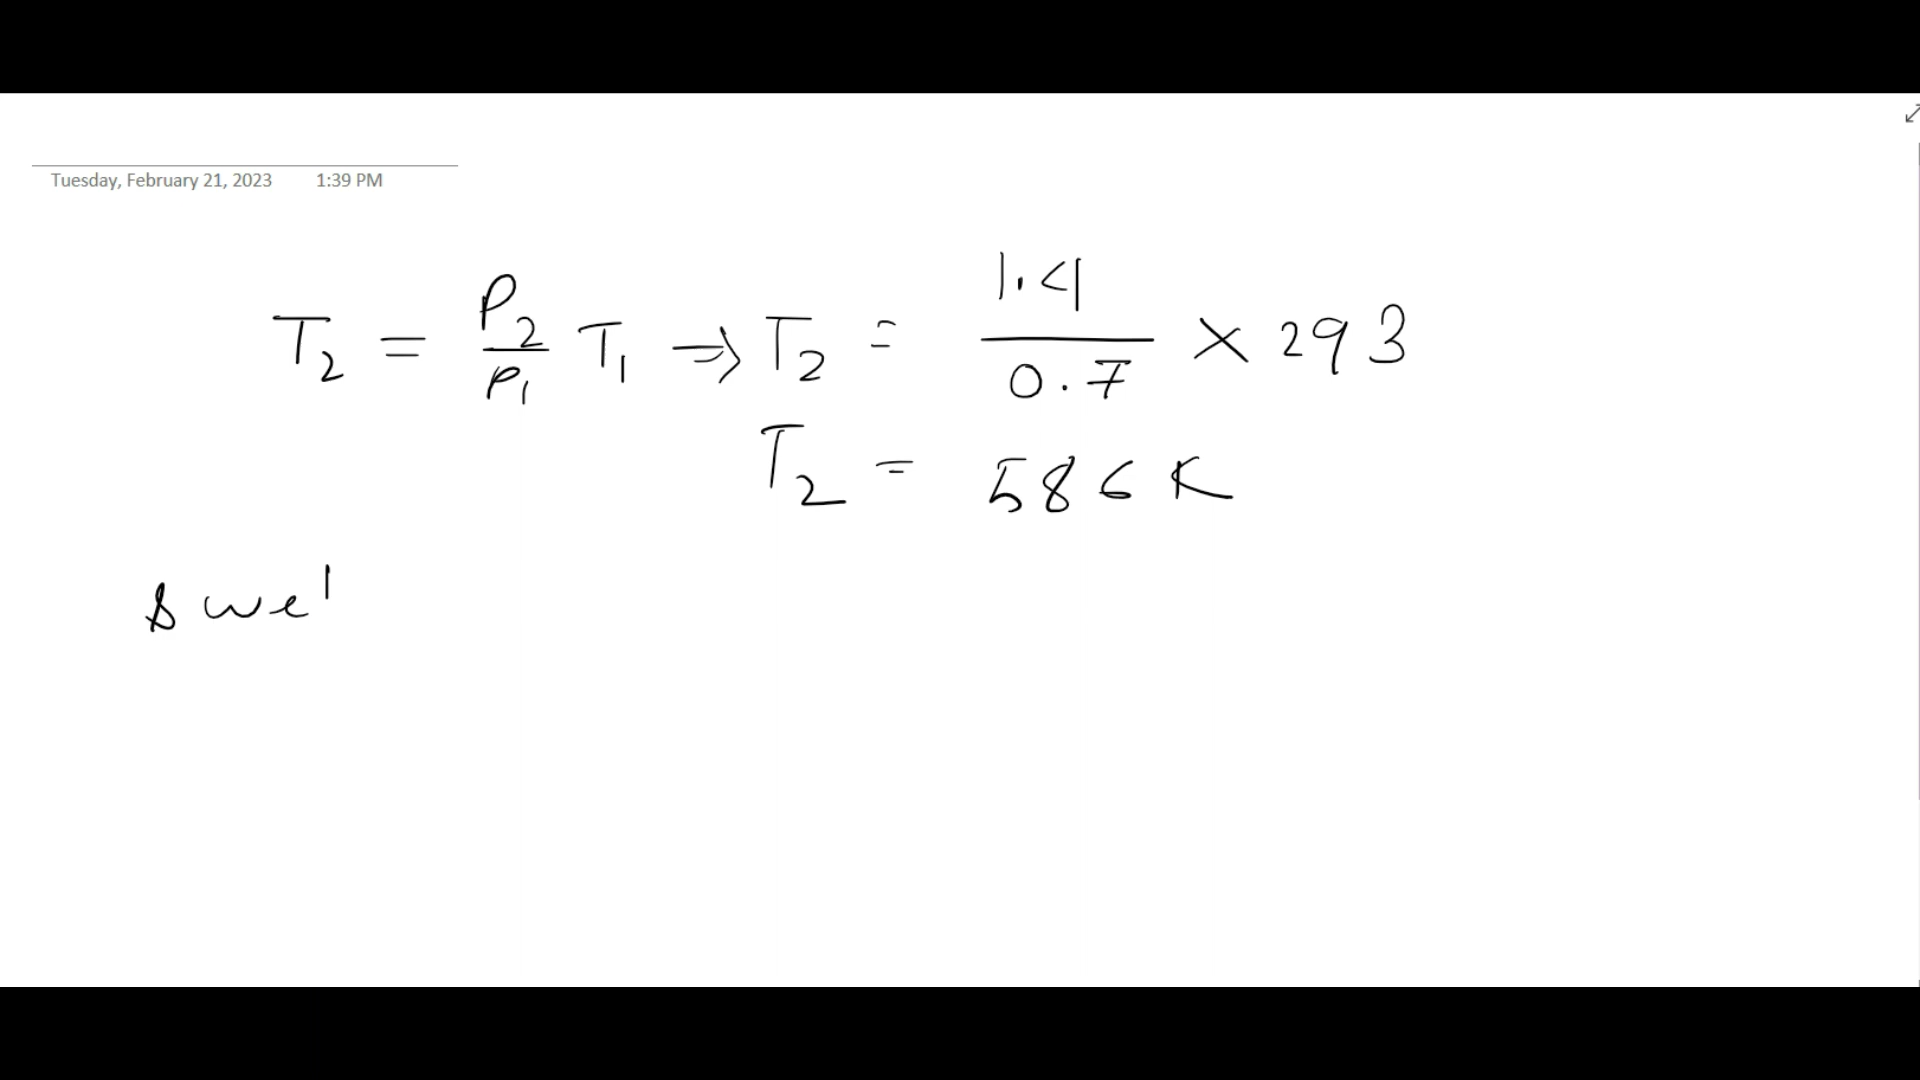 Tuesday, February 21, 2023 1:39 PM
T₂ = P₂/P₁ T₁ ⇒ T₂ = 1.4/0.7 × 293
T₂ = 586 K
& we